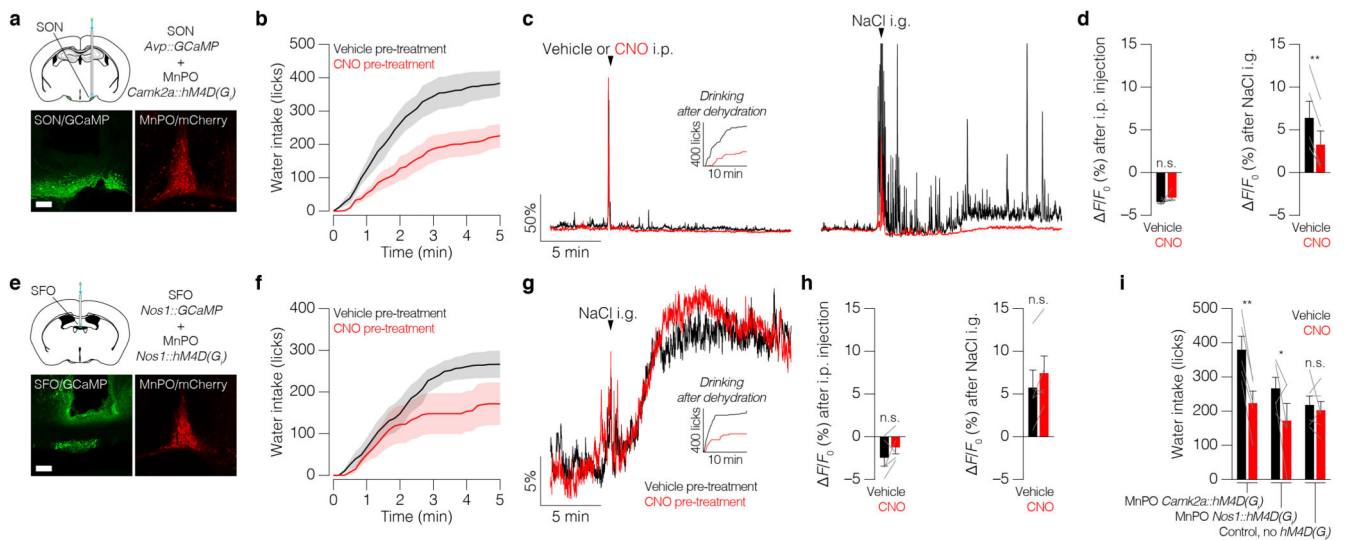 a
SON
SON
Avp::GCaMP
+
MnPO
Camk2a::hM4D(Gi)
SON/GCaMP
MnPO/mCherry
b
Water intake (licks)
500
400
300
200
100
0
Vehicle pre-treatment
CNO pre-treatment
0 1 2 3 4 5
Time (min)
c
Vehicle or CNO i.p.
NaCl i.g.
Drinking
after dehydration
400 licks
10 min
50%
5 min
d
ΔF/F0 (%) after i.p. injection
15
10
5
0
−5
n.s.
Vehicle
CNO
ΔF/F0 (%) after NaCl i.g.
15
10
5
0
−5
**
Vehicle
CNO
e
SFO
SFO
Nos1::GCaMP
+
MnPO
Nos1::hM4D(Gi)
SFO/GCaMP
MnPO/mCherry
f
Water intake (licks)
400
300
200
100
0
Vehicle pre-treatment
CNO pre-treatment
0 1 2 3 4 5
Time (min)
g
NaCl i.g.
Drinking
after dehydration
400 licks
10 min
5%
5 min
Vehicle pre-treatment
CNO pre-treatment
h
ΔF/F0 (%) after i.p. injection
15
10
5
0
−5
n.s.
Vehicle
CNO
ΔF/F0 (%) after NaCl i.g.
15
10
5
0
−5
n.s.
Vehicle
CNO
i
Water intake (licks)
500
400
300
200
100
0
**
*
n.s.
Vehicle
CNO
MnPO Camk2a::hM4D(Gi)
MnPO Nos1::hM4D(Gi)
Control, no hM4D(Gi)